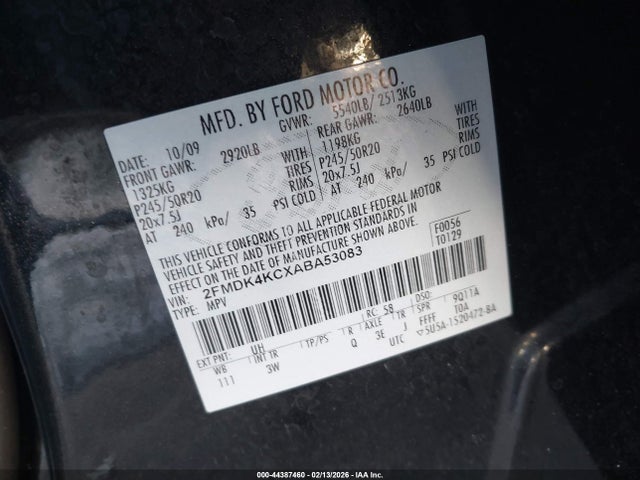 MFD. BY FORD MOTOR CO.
DATE: 10/09 GVWR: 5540LB/ 2513KG
FRONT GAWR: 2920LB REAR GAWR: 2640LB
1325KG WITH 1198KG WITH
P245/50R20 TIRES P245/50R20 TIRES
20x7.5J RIMS 20x7.5J RIMS
AT 240 kPa/ 35 PSI COLD AT 240 kPa/ 35 PSI COLD
THIS VEHICLE CONFORMS TO ALL APPLICABLE FEDERAL MOTOR
VEHICLE SAFETY AND THEFT PREVENTION STANDARDS IN
EFFECT ON THE DATE OF MANUFACTURE SHOWN ABOVE.
VIN: 2FMDK4KCXABA53083 F0056
TYPE: MPV T0129
EXT PNT: UH RC: 58 DSO:
WB INT TR TP/PS R AXLE TR SPR 9Q11A
111 3W Q 3E J FFFF T0A
UTC 5U5A-1520472-BA
000-44387460 - 02/13/2026 - IAA Inc.